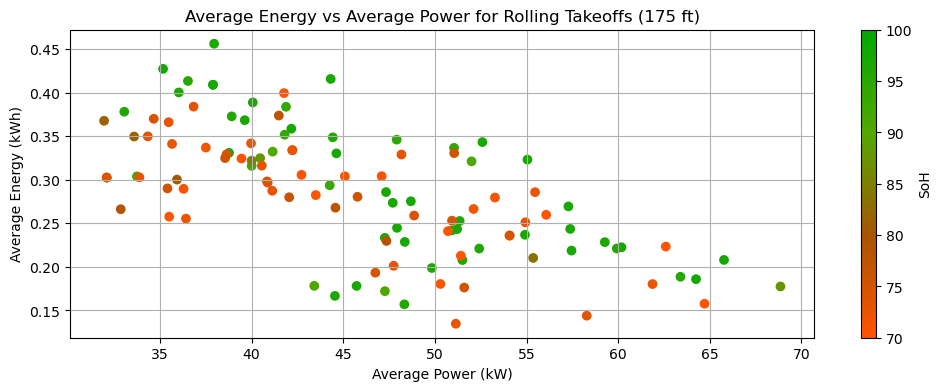 Average Energy vs Average Power for Rolling Takeoffs (175 ft)
Average Energy (kWh)
0.45
0.40
0.35
0.30
0.25
0.20
0.15
35 40 45 50 55 60 65 70
Average Power (kW)
100
95
90
85
80
75
70
SoH